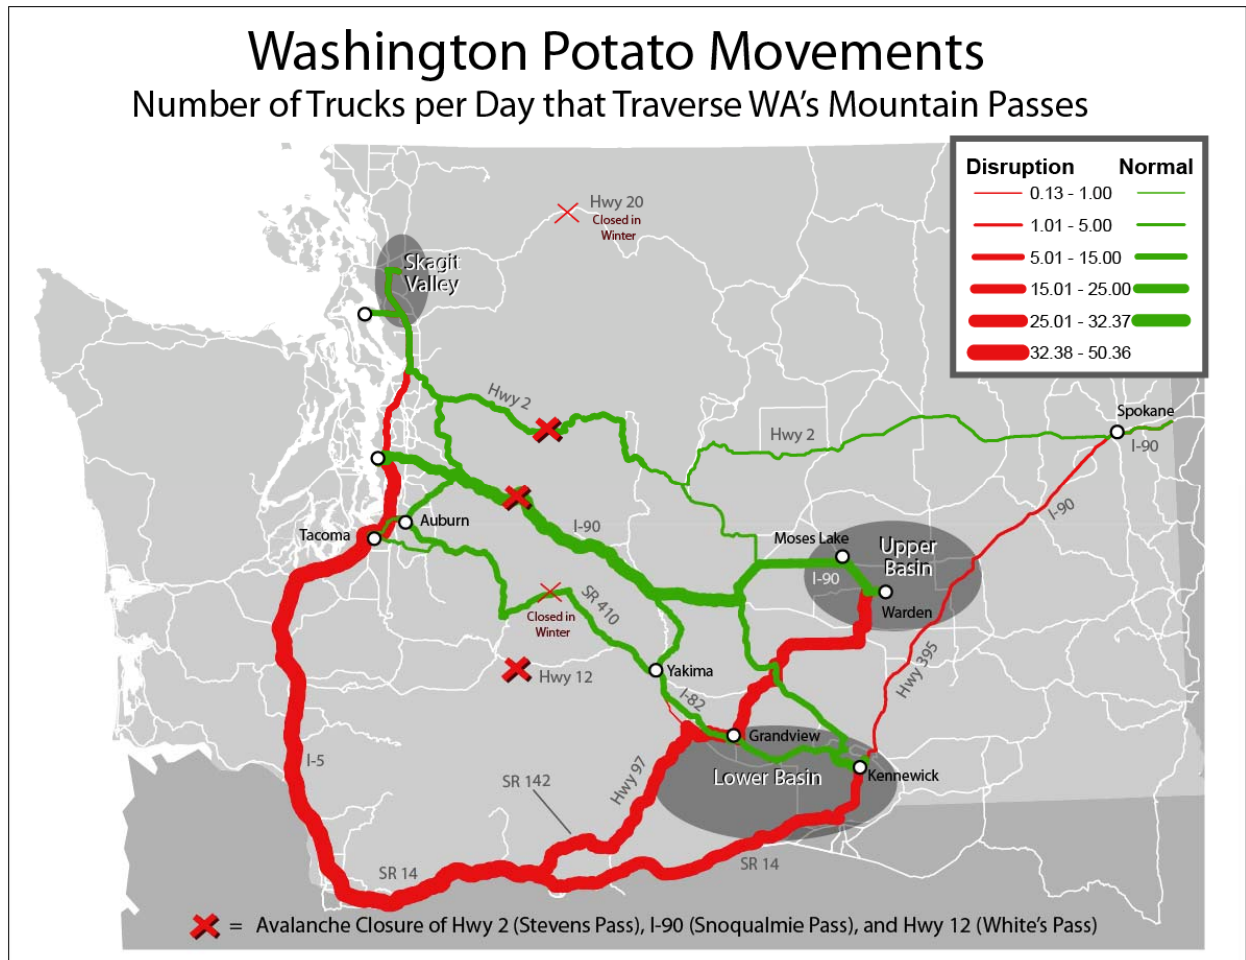 Washington Potato Movements
Number of Trucks per Day that Traverse WA's Mountain Passes
Disruption Normal
0.13 - 1.00
1.01 - 5.00
5.01 - 15.00
15.01 - 25.00
25.01 - 32.37
32.38 - 50.36
Hwy 20
Closed in
Winter
Skagit
Valley
Hwy 2
Hwy 2
Spokane
I-90
I-90
Tacoma
Auburn
I-90
Moses Lake
Upper
Basin
I-90
Warden
SR 410
Closed in
Winter
Hwy 12
Yakima
I-82
Hwy 395
Grandview
Lower Basin
Kennewick
I-5
Hwy 97
SR 142
SR 14
SR 14
= Avalanche Closure of Hwy 2 (Stevens Pass), I-90 (Snoqualmie Pass), and Hwy 12 (White's Pass)